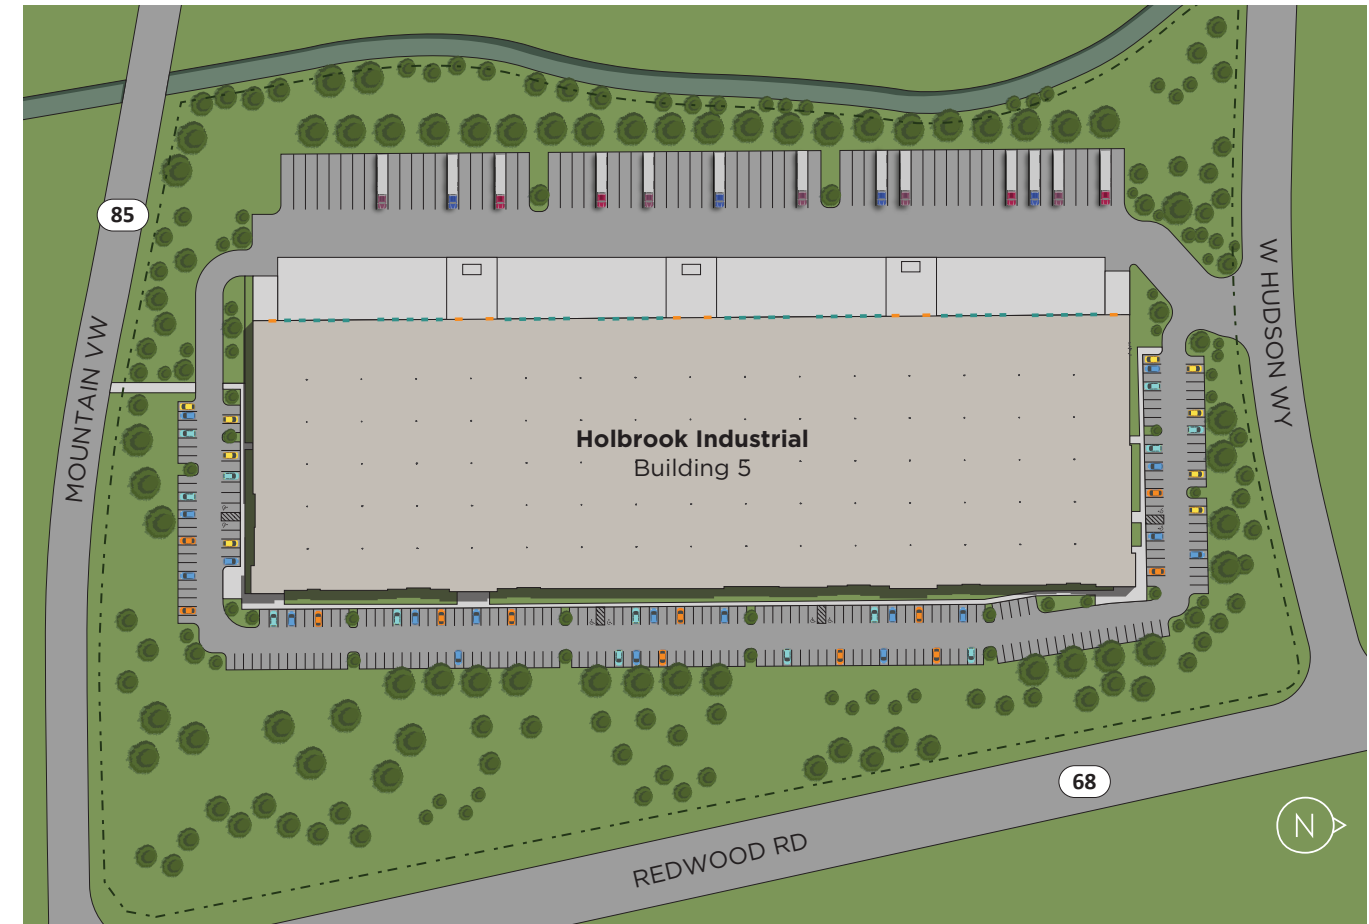 85
MOUNTAIN VW
W HUDSON WY
Holbrook Industrial
Building 5
68
REDWOOD RD
N